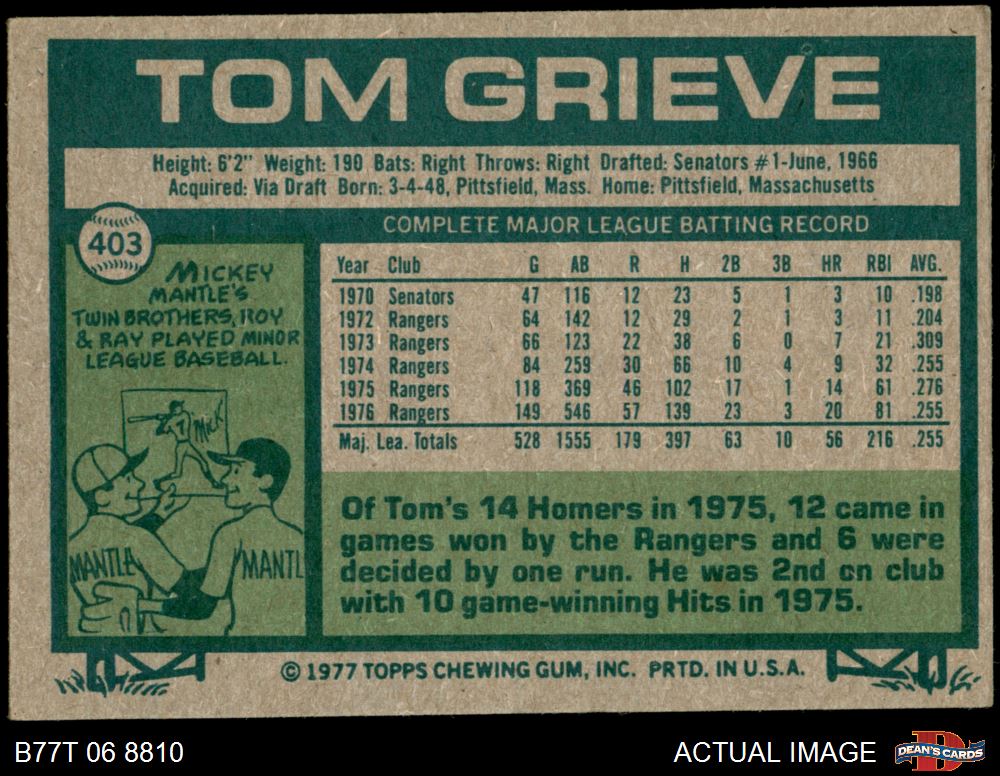 TOM GRIEVE
Height: 6'2" Weight: 190 Bats: Right Throws: Right Drafted: Senators #1-June, 1966
Acquired: Via Draft Born: 3-4-48, Pittsfield, Mass. Home: Pittsfield, Massachusetts
403
MICKEY
MANTLE'S
TWIN BROTHERS, ROY
& RAY PLAYED MINOR
LEAGUE BASEBALL.
Mick
7
MANTLE
MANTL
COMPLETE MAJOR LEAGUE BATTING RECORD
Year Club G AB R H 2B 3B HR RBI AVG.
1970 Senators 47 116 12 23 5 1 3 10 .198
1972 Rangers 64 142 12 29 2 1 3 11 .204
1973 Rangers 66 123 22 38 6 0 7 21 .309
1974 Rangers 84 259 30 66 10 4 9 32 .255
1975 Rangers 118 369 46 102 17 1 14 61 .276
1976 Rangers 149 546 57 139 23 3 20 81 .255
Maj. Lea. Totals 528 1555 179 397 63 10 56 216 .255
Of Tom's 14 Homers in 1975, 12 came in
games won by the Rangers and 6 were
decided by one run. He was 2nd on club
with 10 game-winning Hits in 1975.
© 1977 TOPPS CHEWING GUM, INC. PRTD. IN U.S.A.
B77T 06 8810
ACTUAL IMAGE
DEAN'S CARDS